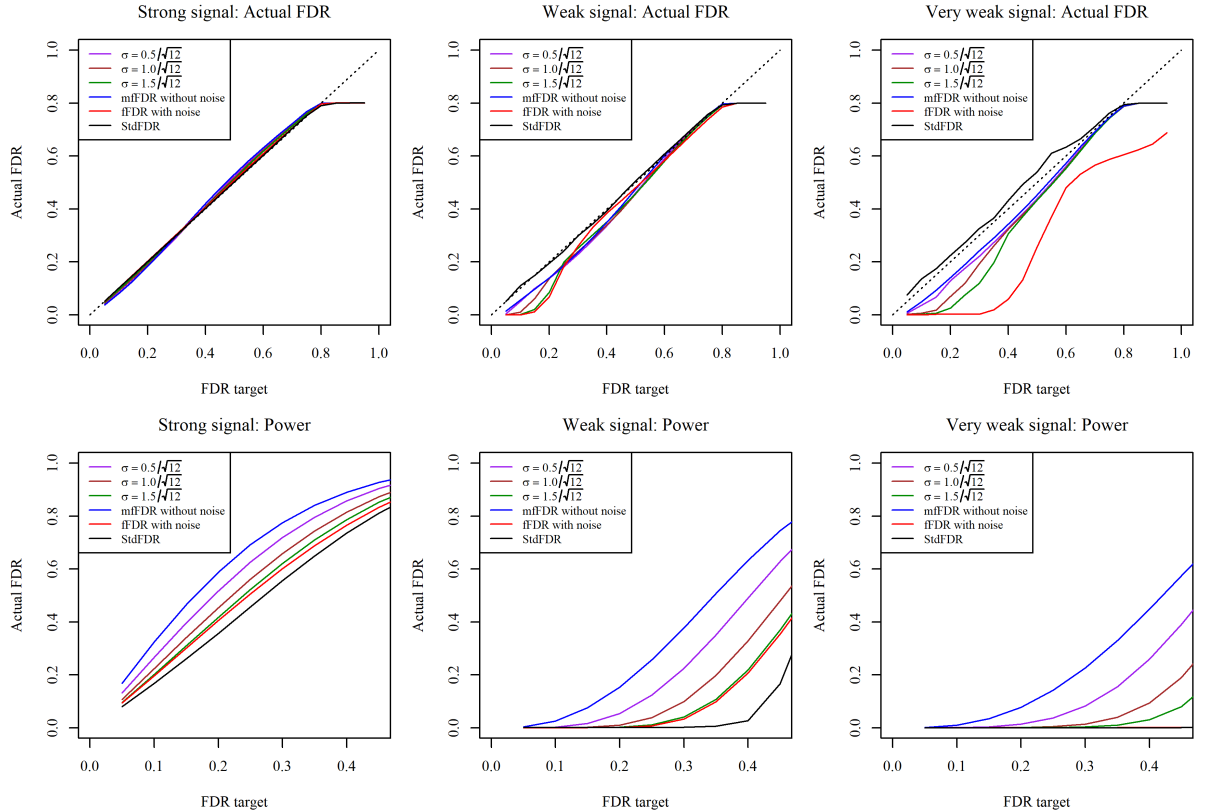 Strong signal: Actual FDR
σ = 0.5/√12
σ = 1.0/√12
σ = 1.5/√12
mfFDR without noise
fFDR with noise
StdFDR
Actual FDR
0.0 0.2 0.4 0.6 0.8 1.0
0.0 0.2 0.4 0.6 0.8 1.0
FDR target
Weak signal: Actual FDR
σ = 0.5/√12
σ = 1.0/√12
σ = 1.5/√12
mfFDR without noise
fFDR with noise
StdFDR
Actual FDR
0.0 0.2 0.4 0.6 0.8 1.0
0.0 0.2 0.4 0.6 0.8 1.0
FDR target
Very weak signal: Actual FDR
σ = 0.5/√12
σ = 1.0/√12
σ = 1.5/√12
mfFDR without noise
fFDR with noise
StdFDR
Actual FDR
0.0 0.2 0.4 0.6 0.8 1.0
0.0 0.2 0.4 0.6 0.8 1.0
FDR target
Strong signal: Power
σ = 0.5/√12
σ = 1.0/√12
σ = 1.5/√12
mfFDR without noise
fFDR with noise
StdFDR
Actual FDR
0.0 0.2 0.4 0.6 0.8 1.0
0.0 0.1 0.2 0.3 0.4
FDR target
Weak signal: Power
σ = 0.5/√12
σ = 1.0/√12
σ = 1.5/√12
mfFDR without noise
fFDR with noise
StdFDR
Actual FDR
0.0 0.2 0.4 0.6 0.8 1.0
0.0 0.1 0.2 0.3 0.4
FDR target
Very weak signal: Power
σ = 0.5/√12
σ = 1.0/√12
σ = 1.5/√12
mfFDR without noise
fFDR with noise
StdFDR
Actual FDR
0.0 0.2 0.4 0.6 0.8 1.0
0.0 0.1 0.2 0.3 0.4
FDR target